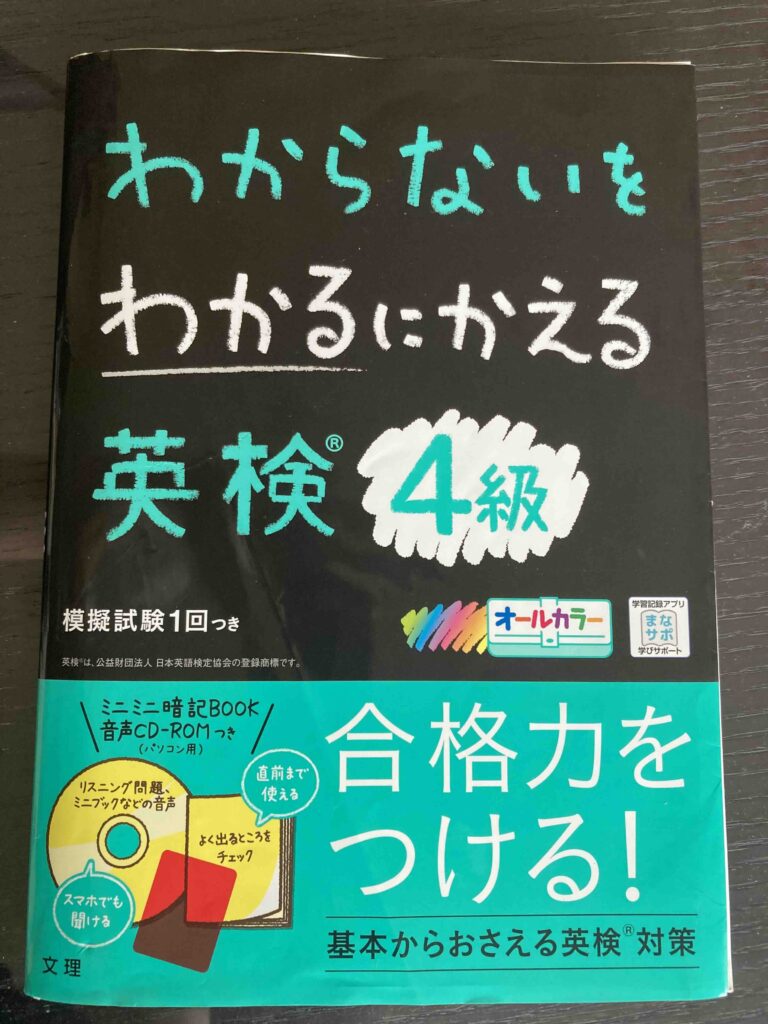 わからないを
わかるにかえる
英検® 4級
模擬試験1回つき
オールカラー
学習記録アプリ
まな
サポ
学びサポート
英検®は、公益財団法人 日本英語検定協会の登録商標です。
ミニミニ暗記BOOK
音声CD-ROMつき
(パソコン用)
リスニング問題、
ミニブックなどの音声
直前まで
使える
よく出るところを
チェック
スマホでも
聞ける
合格力を
つける!
基本からおさえる英検®対策
文理